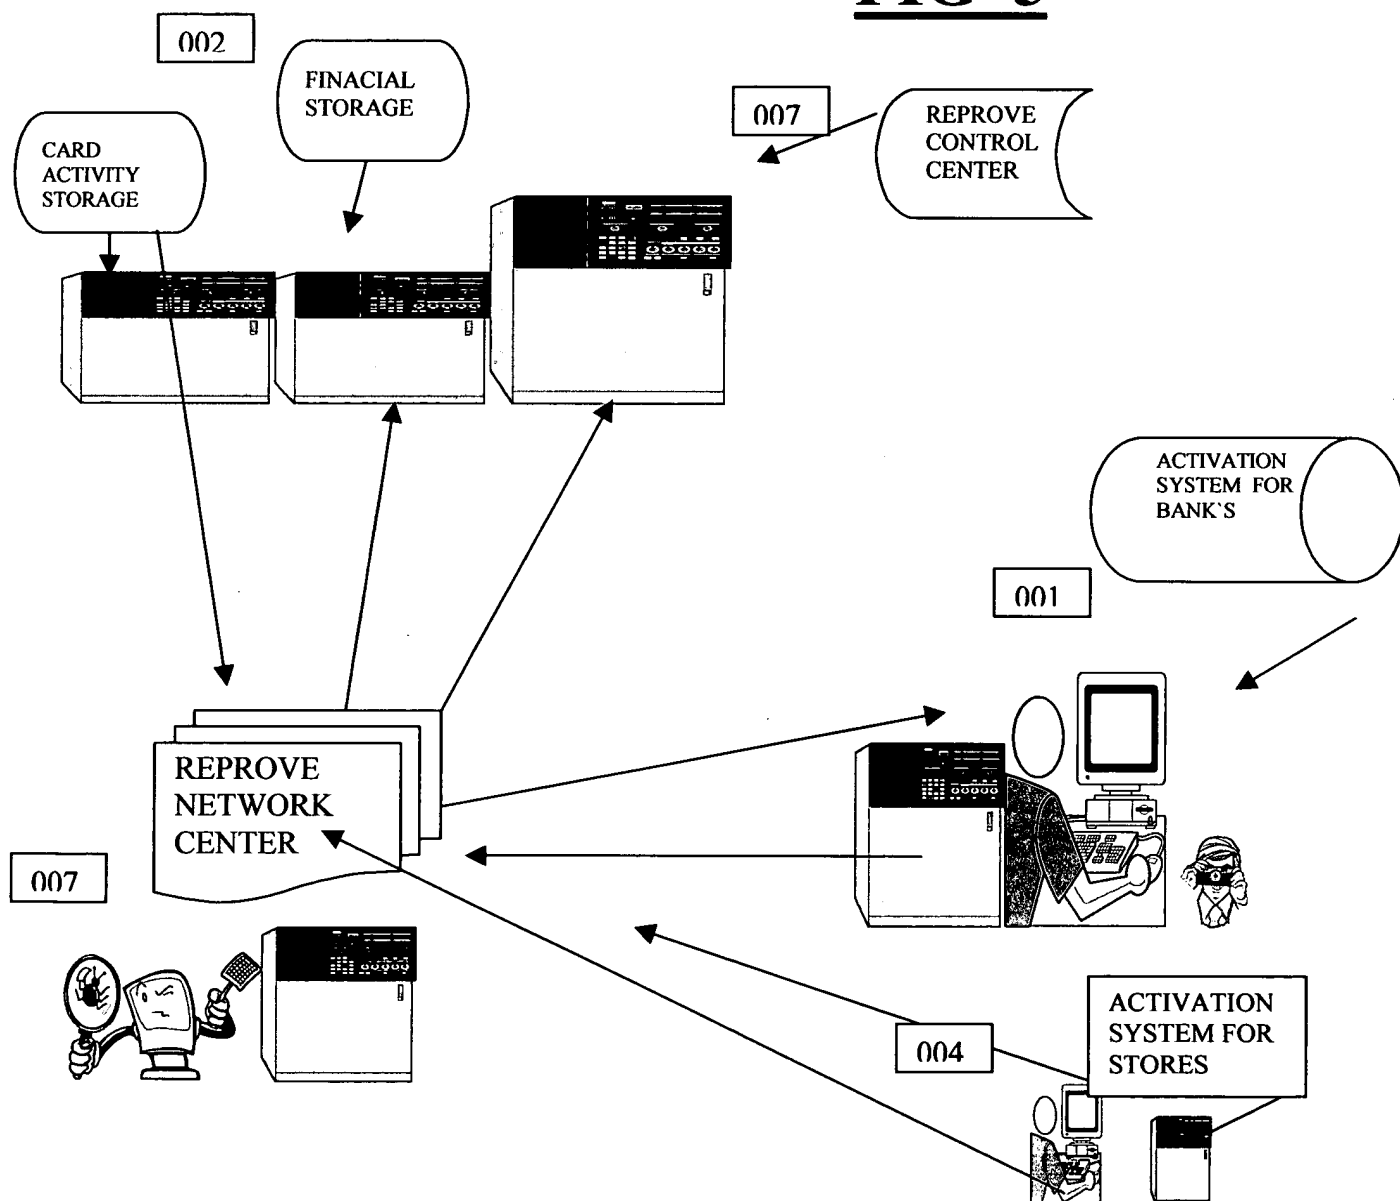 002
FINACIAL
STORAGE
007
REPROVE
CONTROL
CENTER
CARD
ACTIVITY
STORAGE
ACTIVATION
SYSTEM FOR
BANK`S
001
REPROVE
NETWORK
CENTER
007
ACTIVATION
SYSTEM FOR
STORES
004